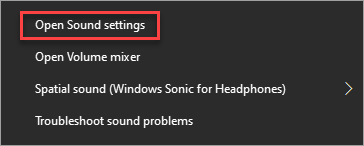 Open Sound settings
Open Volume mixer
Spatial sound (Windows Sonic for Headphones)
Troubleshoot sound problems